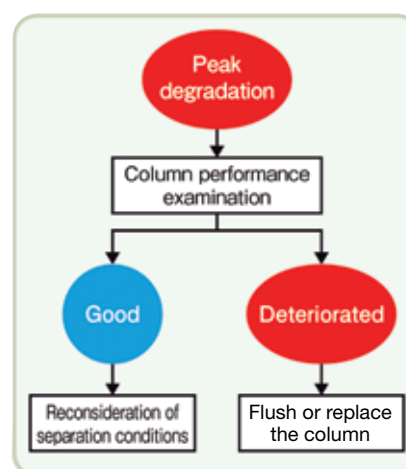 Peak
degradation
Column performance
examination
Good
Deteriorated
Reconsideration of
separation conditions
Flush or replace
the column